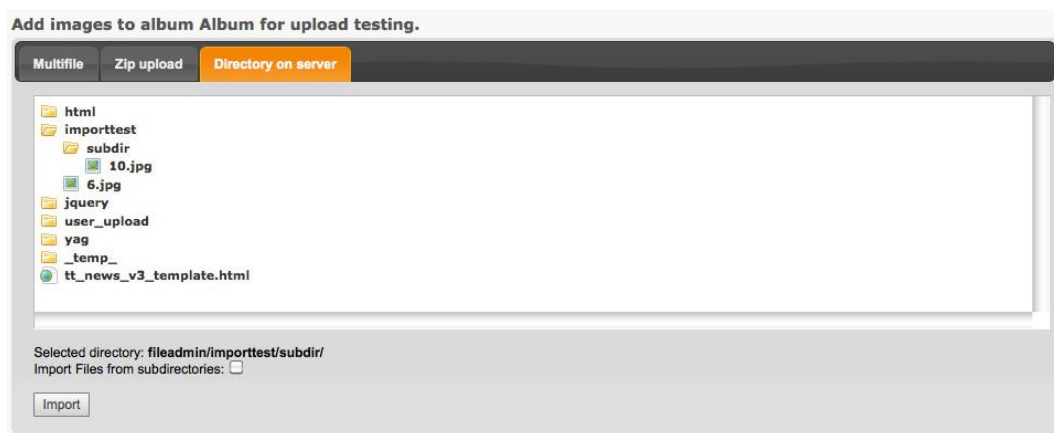 Add images to album Album for upload testing.
Multifile Zip upload Directory on server
html
importtest
subdir
10.jpg
6.jpg
jquery
user_upload
yag
_temp_
tt_news_v3_template.html
Selected directory: fileadmin/importtest/subdir/
Import Files from subdirectories:
Import